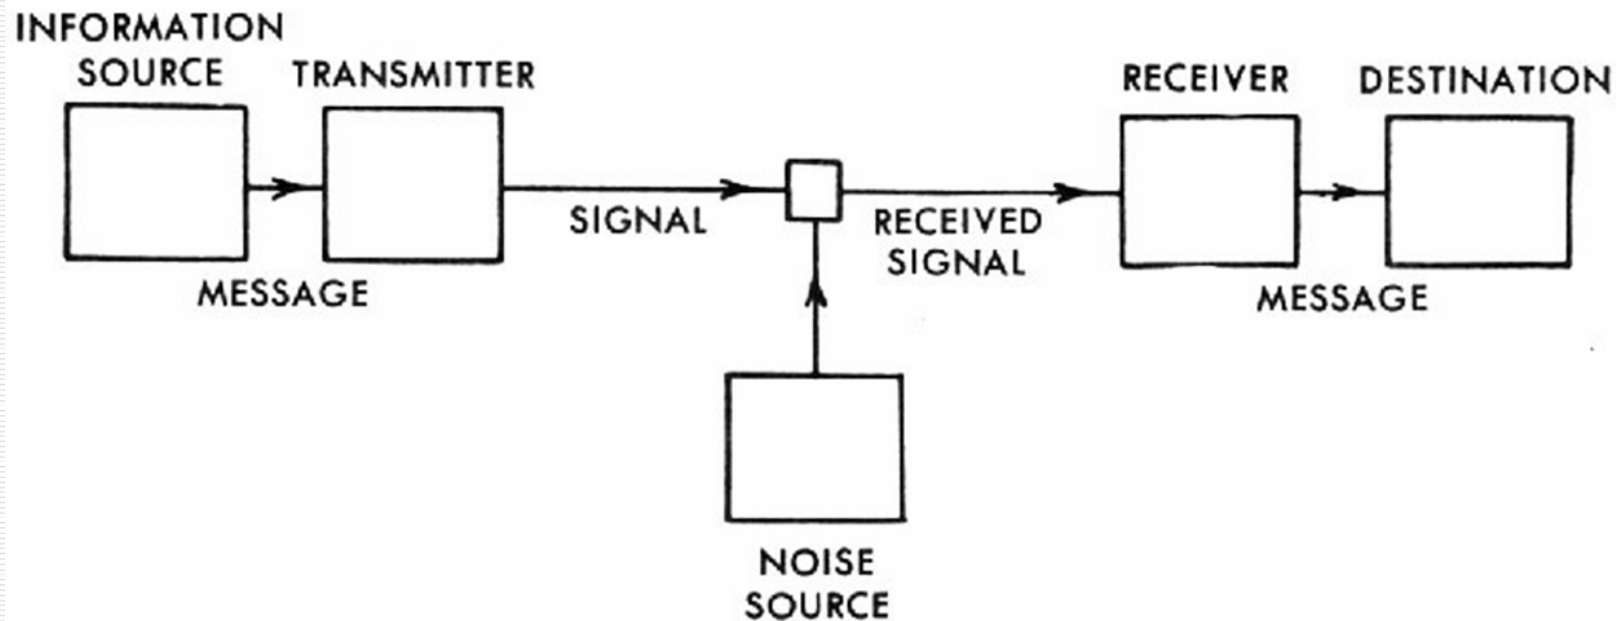 INFORMATION
SOURCE
TRANSMITTER
RECEIVER
DESTINATION
SIGNAL
RECEIVED
SIGNAL
MESSAGE
MESSAGE
NOISE
SOURCE